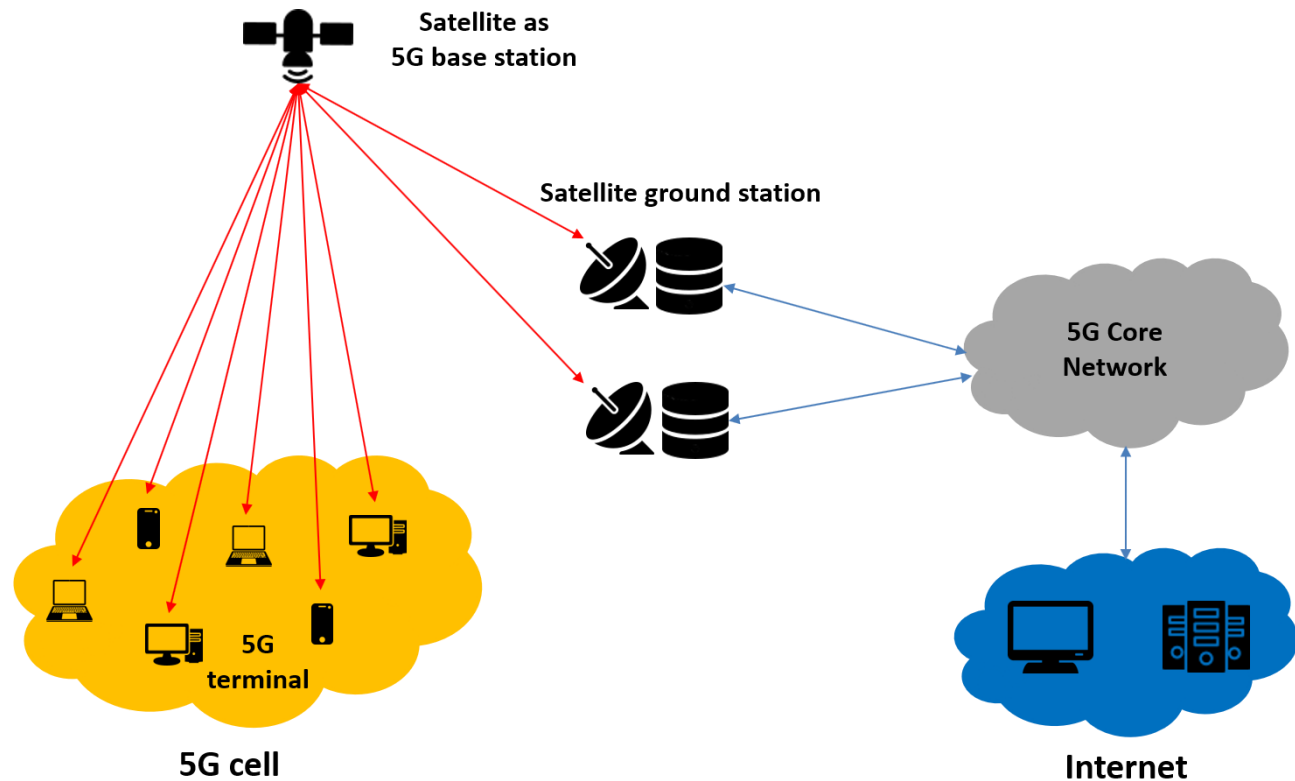 Satellite as
5G base station
Satellite ground station
5G Core
Network
5G
terminal
5G cell
Internet